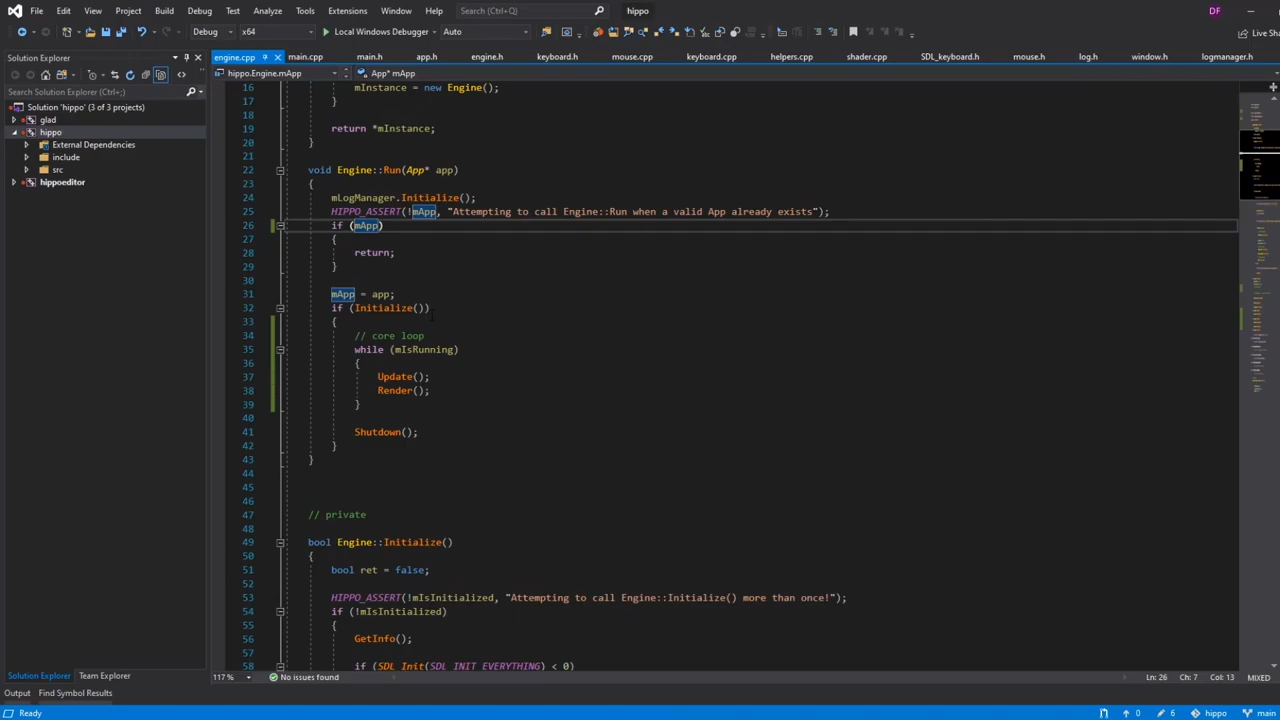 File Edit View Project Build Debug Test Analyze Tools Extensions Window Help Search (Ctrl+Q) hippo DF
Debug x64 Local Windows Debugger Auto Live Sha
Solution Explorer
engine.cpp main.cpp main.h app.h engine.h keyboard.h mouse.cpp keyboard.cpp helpers.cpp shader.cpp SDL_keyboard.h mouse.h log.h window.h logmanager.h
hippo.Engine.mApp App* mApp
Search Solution Explorer (Ctrl+;)
Solution 'hippo' (3 of 3 projects)
glad
hippo
External Dependencies
include
src
hippoeditor
16 mInstance = new Engine();
17 }
18
19 return *mInstance;
20 }
21
22 void Engine::Run(App* app)
23 {
24 mLogManager.Initialize();
25 HIPPO_ASSERT(!mApp, "Attempting to call Engine::Run when a valid App already exists");
26 if (mApp)
27 {
28 return;
29 }
30
31 mApp = app;
32 if (Initialize())
33 {
34 // core loop
35 while (mIsRunning)
36 {
37 Update();
38 Render();
39 }
40
41 Shutdown();
42 }
43 }
44
45
46
47 // private
48
49 bool Engine::Initialize()
50 {
51 bool ret = false;
52
53 HIPPO_ASSERT(!mIsInitialized, "Attempting to call Engine::Initialize() more than once!");
54 if (!mIsInitialized)
55 {
56 GetInfo();
57
58 if (SDL_Init(SDL_INIT_EVERYTHING) < 0)
Solution Explorer Team Explorer
117 % No issues found Ln: 26 Ch: 7 Col: 13 MIXED
Output Find Symbol Results
Ready 0 6 hippo main